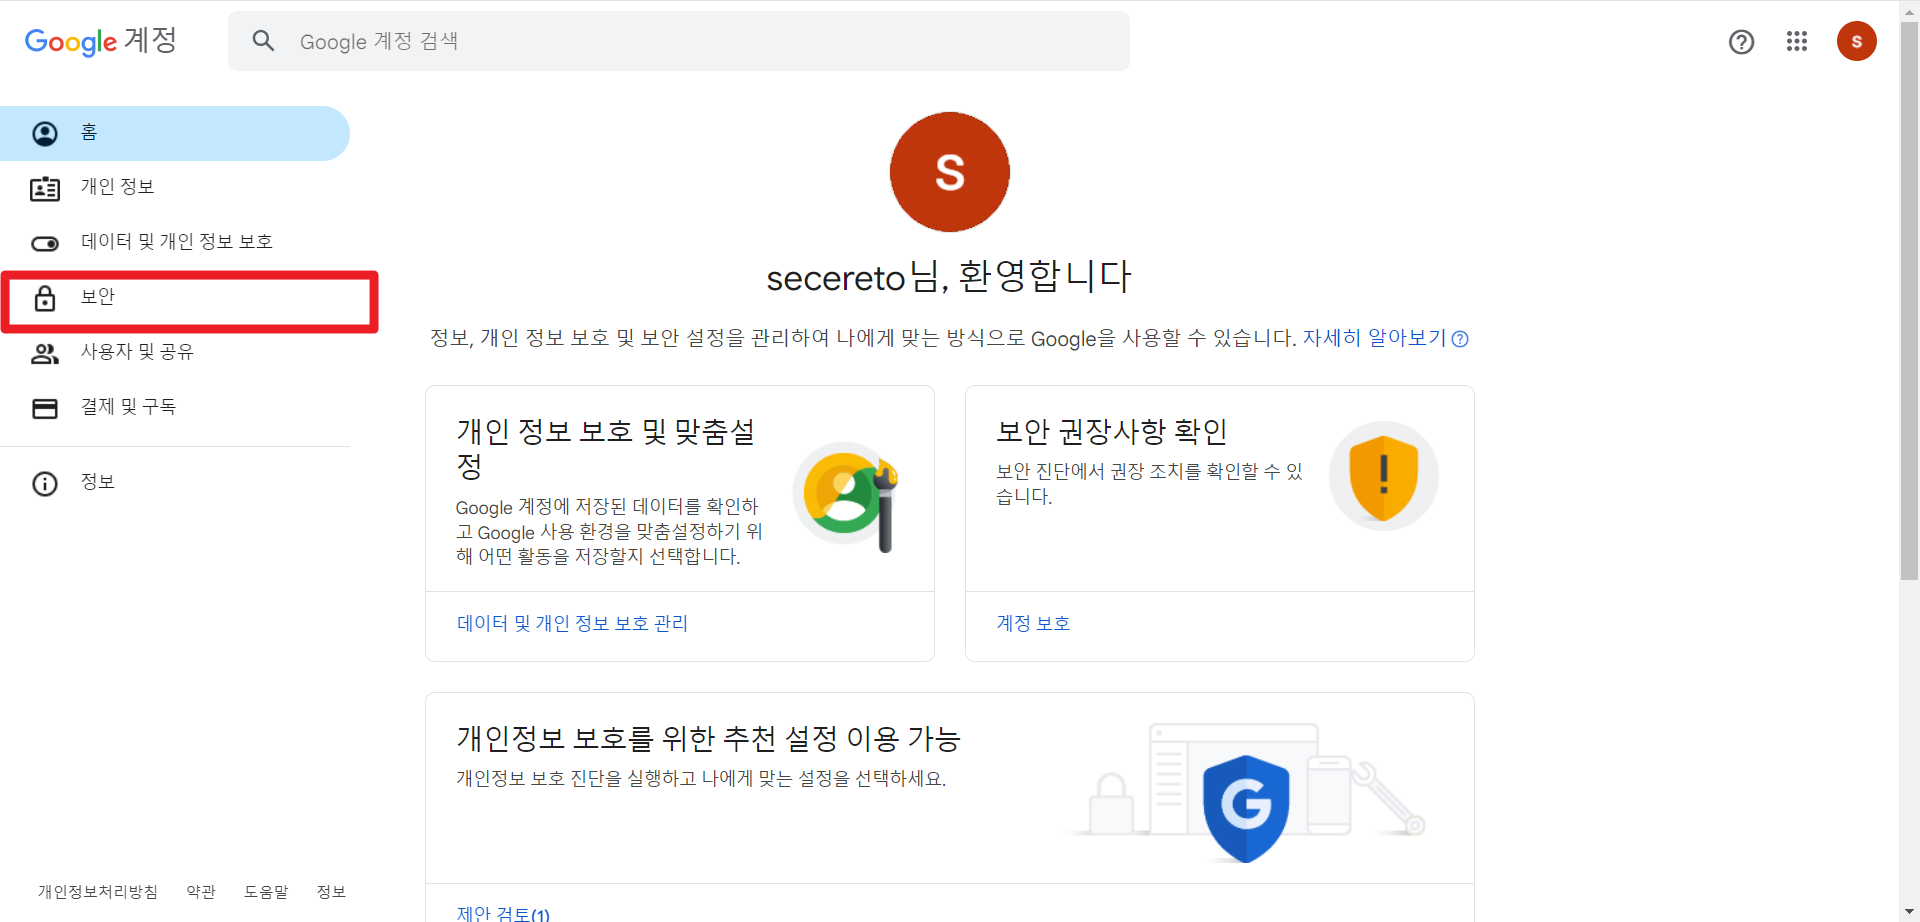 Google 계정
Google 계정 검색
S
홈
개인 정보
데이터 및 개인 정보 보호
보안
사용자 및 공유
결제 및 구독
정보
S
secereto님, 환영합니다
정보, 개인 정보 보호 및 보안 설정을 관리하여 나에게 맞는 방식으로 Google을 사용할 수 있습니다. 자세히 알아보기
개인 정보 보호 및 맞춤설
정
Google 계정에 저장된 데이터를 확인하
고 Google 사용 환경을 맞춤설정하기 위
해 어떤 활동을 저장할지 선택합니다.
데이터 및 개인 정보 보호 관리
보안 권장사항 확인
보안 진단에서 권장 조치를 확인할 수 있
습니다.
계정 보호
개인정보 보호를 위한 추천 설정 이용 가능
개인정보 보호 진단을 실행하고 나에게 맞는 설정을 선택하세요.
G
제안 검토(1)
개인정보처리방침 약관 도움말 정보